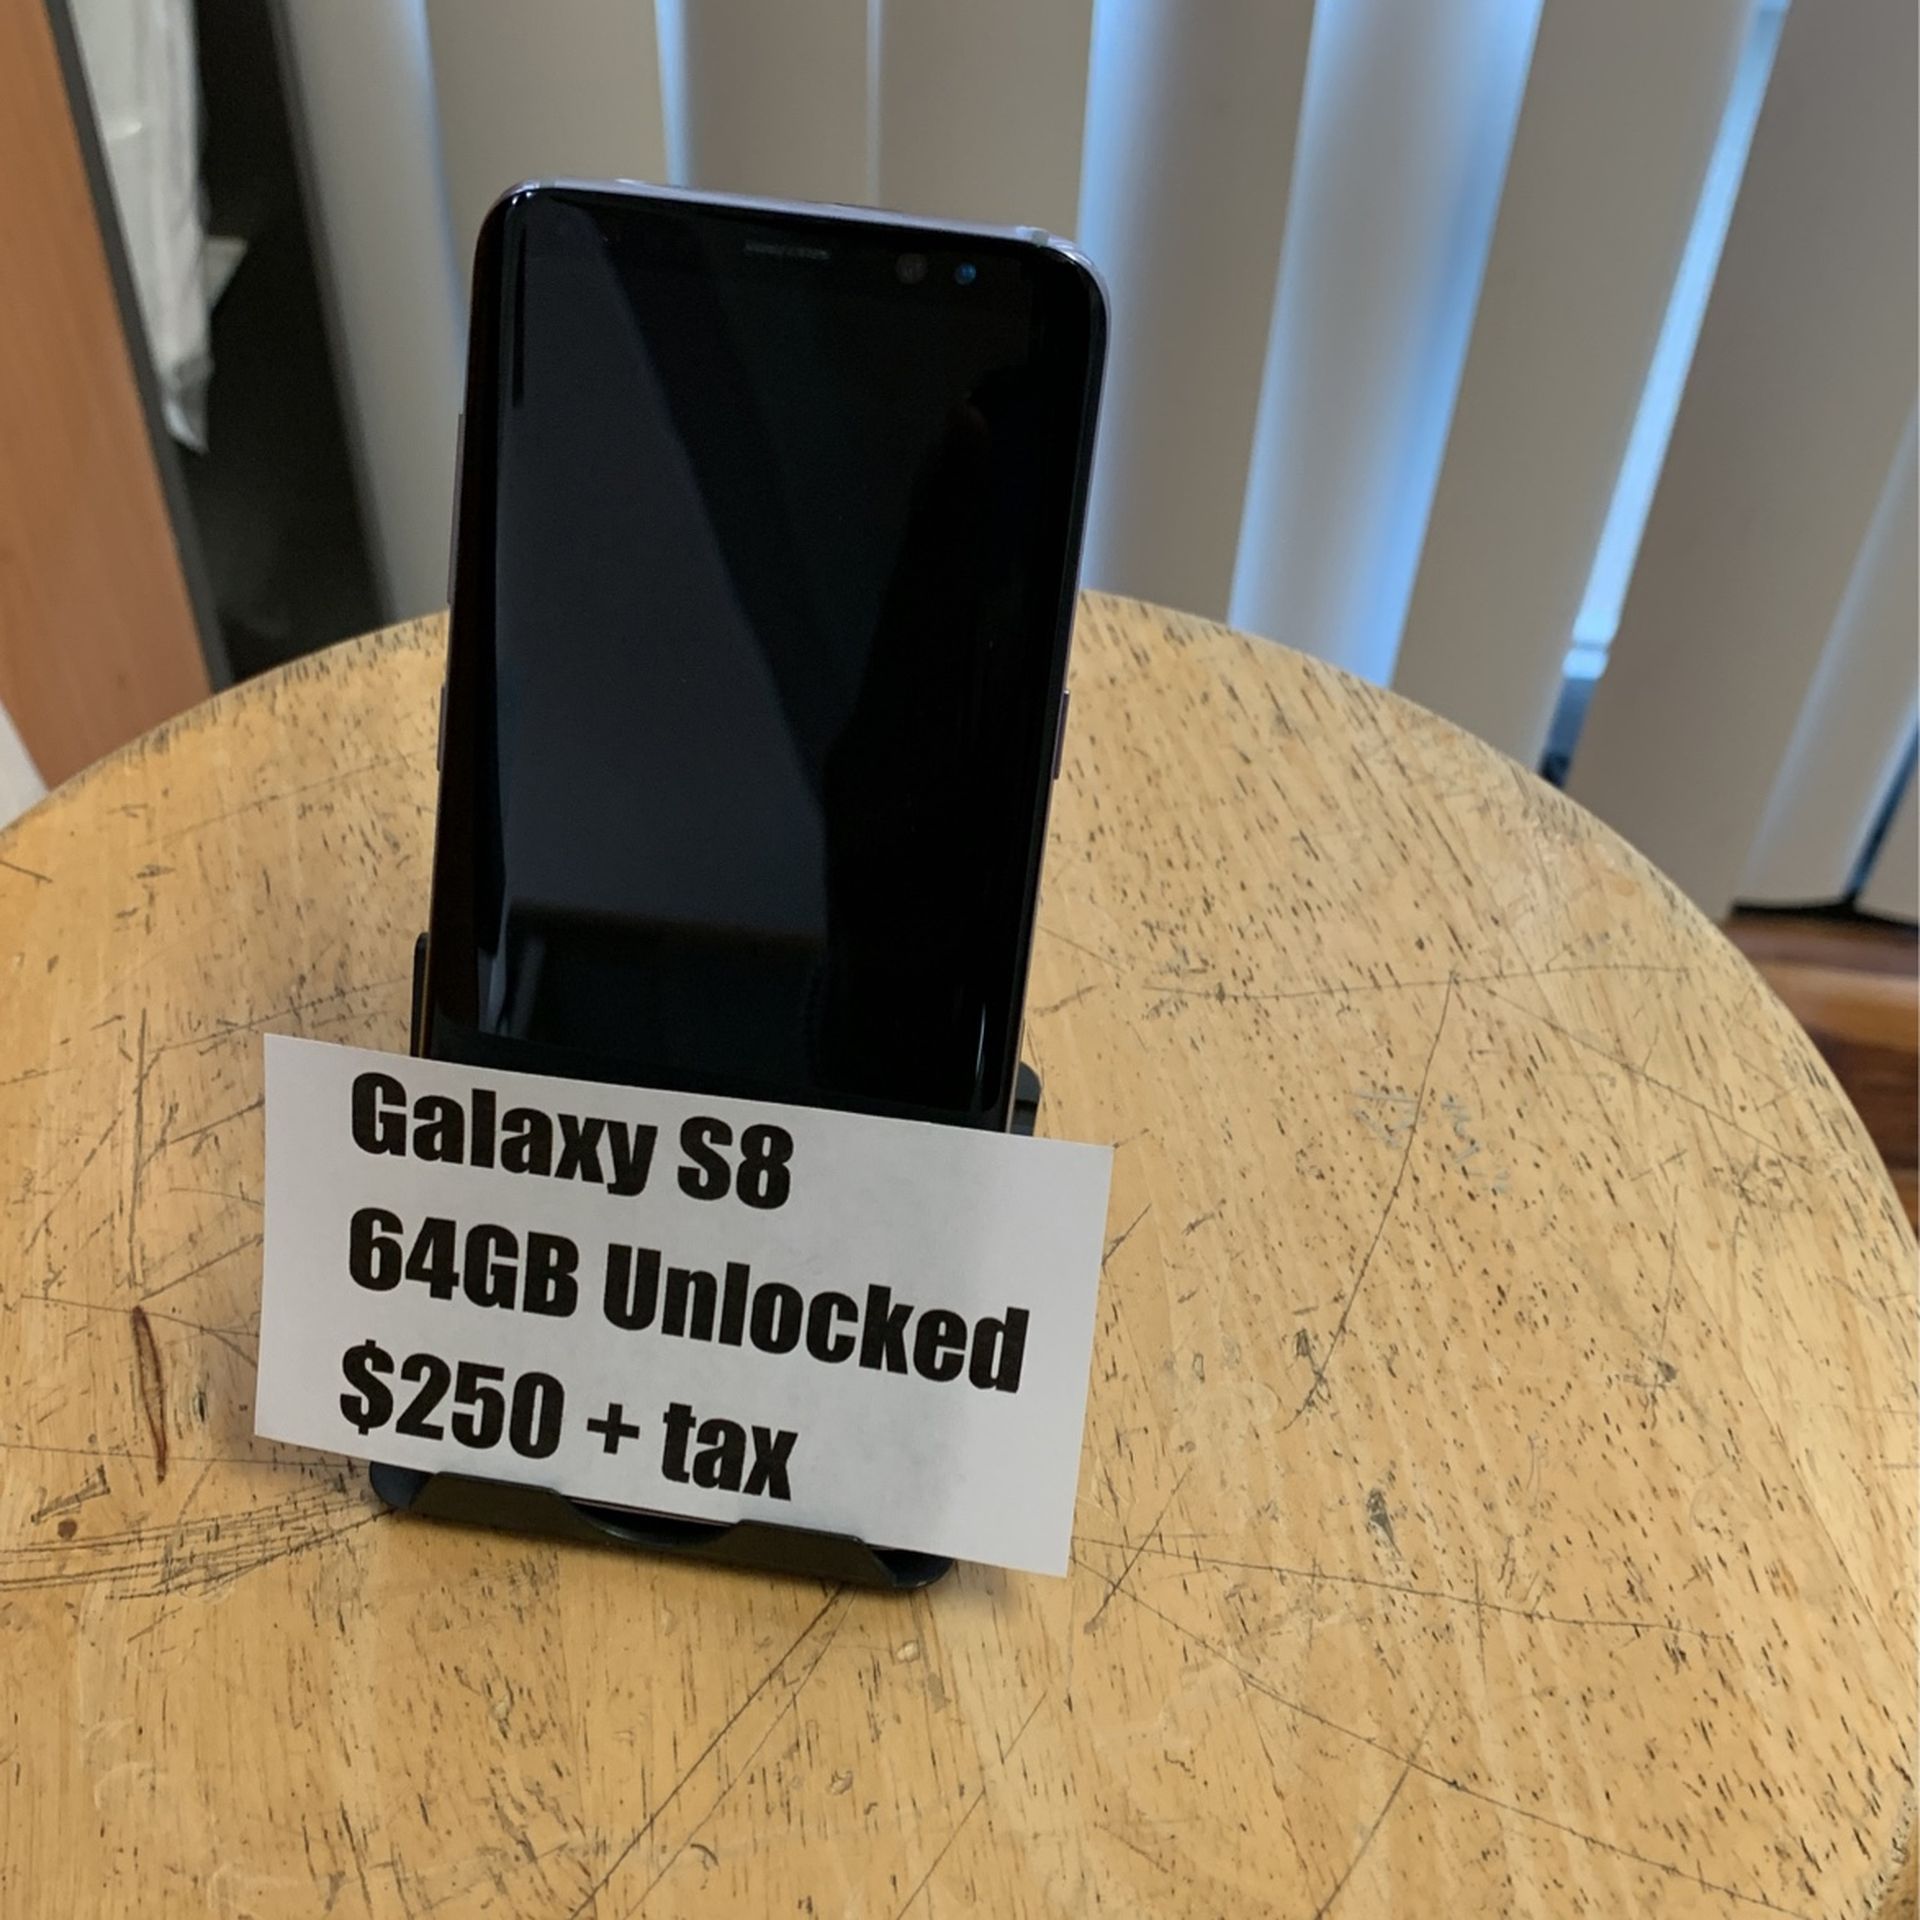 Galaxy S8
64GB Unlocked
$250 + tax